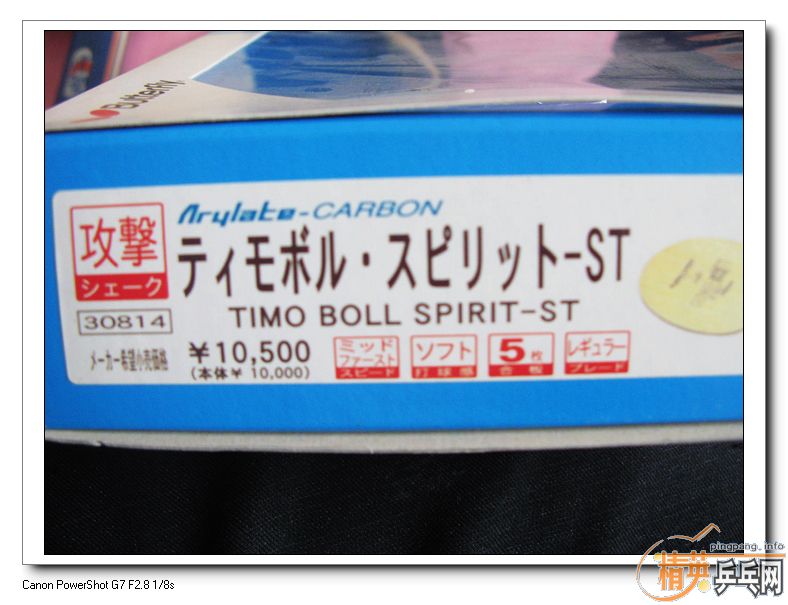 Butterfly
Arylate-CARBON
攻撃
シェーク
ティモボル・スピリット-ST
30814
TIMO BOLL SPIRIT-ST
メーカー希望小売価格
¥10,500
(本体¥ 10,000)
ミッド
ファースト
スピード
ソフト
打球感
5枚
合板
レギュラー
ブレード
pingpang.info
精英乒乓网
Canon PowerShot G7 F2.8 1/8s